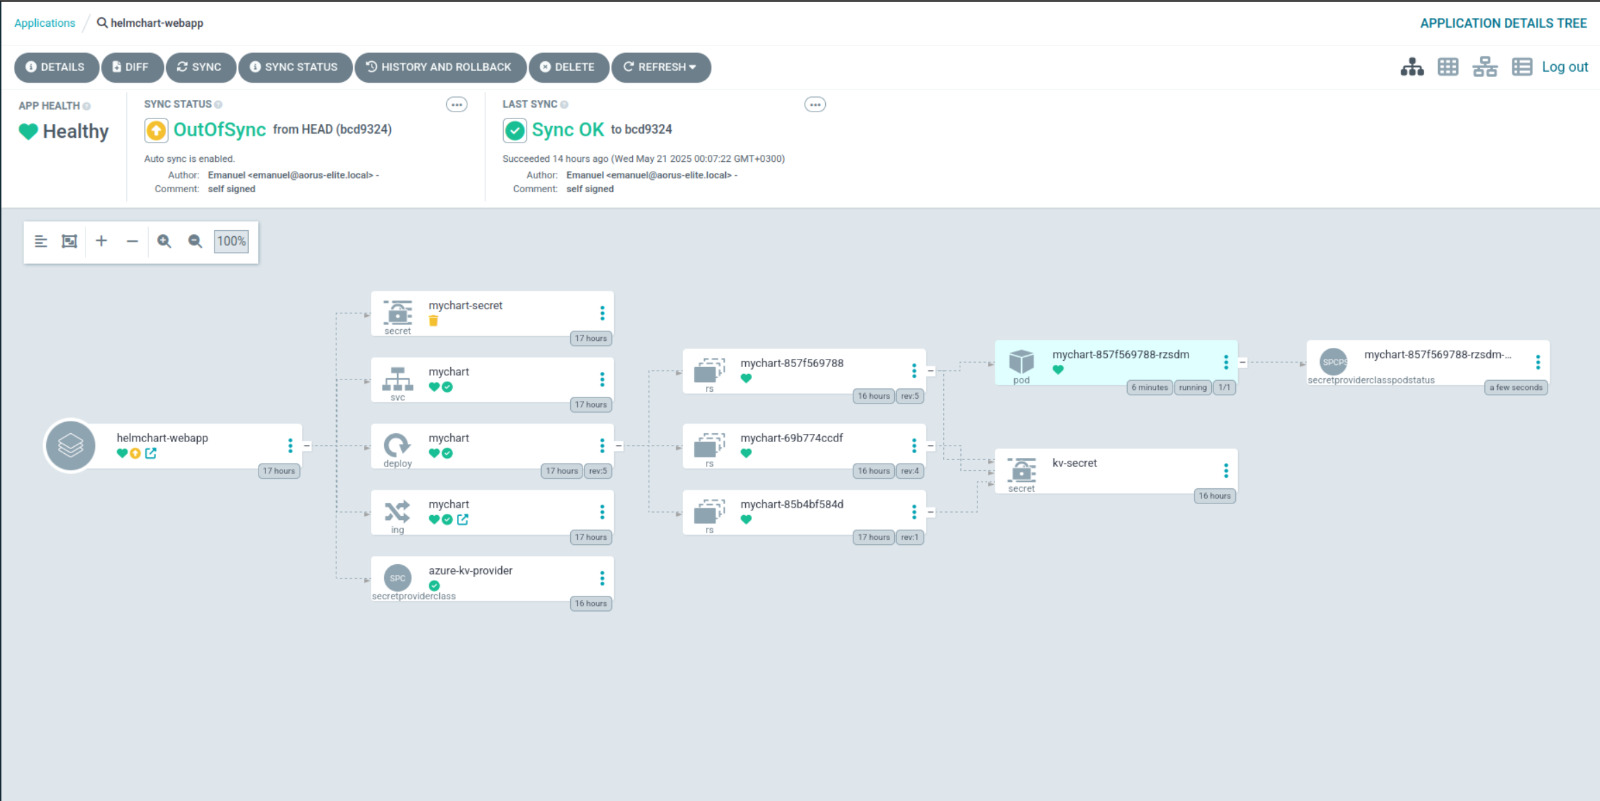 Applications / helmchart-webapp
APPLICATION DETAILS TREE
DETAILS
DIFF
SYNC
SYNC STATUS
HISTORY AND ROLLBACK
DELETE
REFRESH
Log out
APP HEALTH
Healthy
SYNC STATUS
OutOfSync from HEAD (bcd9324)
Auto sync is enabled.
Author: Emanuel <emanuel@aorus-elite.local> -
Comment: self signed
LAST SYNC
Sync OK to bcd9324
Succeeded 14 hours ago (Wed May 21 2025 00:07:22 GMT+0300)
Author: Emanuel <emanuel@aorus-elite.local> -
Comment: self signed
100%
helmchart-webapp
17 hours
mychart-secret
secret
17 hours
mychart
svc
17 hours
mychart
deploy
17 hours rev:5
mychart
ing
17 hours
SPC
azure-kv-provider
secretproviderclass
16 hours
mychart-857f569788
rs
16 hours rev:5
mychart-69b774ccdf
rs
16 hours rev:4
mychart-85b4bf584d
rs
17 hours rev:1
mychart-857f569788-rzsdm
pod
6 minutes running 1/1
kv-secret
secret
16 hours
SPCPS
mychart-857f569788-rzsdm-...
secretproviderclasspodstatus
a few seconds